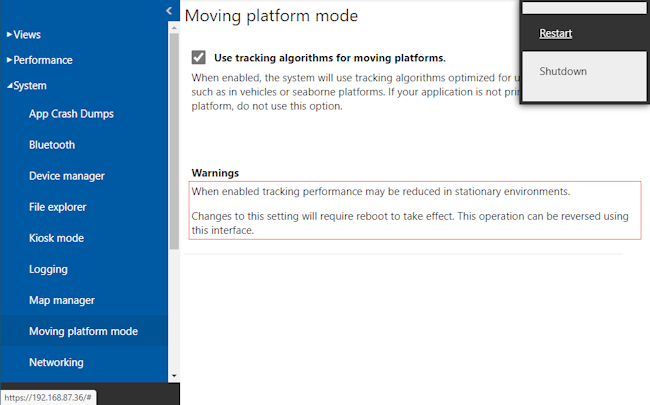 Views
Performance
System
App Crash Dumps
Bluetooth
Device manager
File explorer
Kiosk mode
Logging
Map manager
Moving platform mode
Networking
https://192.168.87.36/#
Moving platform mode
Use tracking algorithms for moving platforms.
When enabled, the system will use tracking algorithms optimized for
such as in vehicles or seaborne platforms. If your application is not
platform, do not use this option.
Warnings
When enabled tracking performance may be reduced in stationary environments.
Changes to this setting will require reboot to take effect. This operation can be reversed using
this interface.
Restart
Shutdown